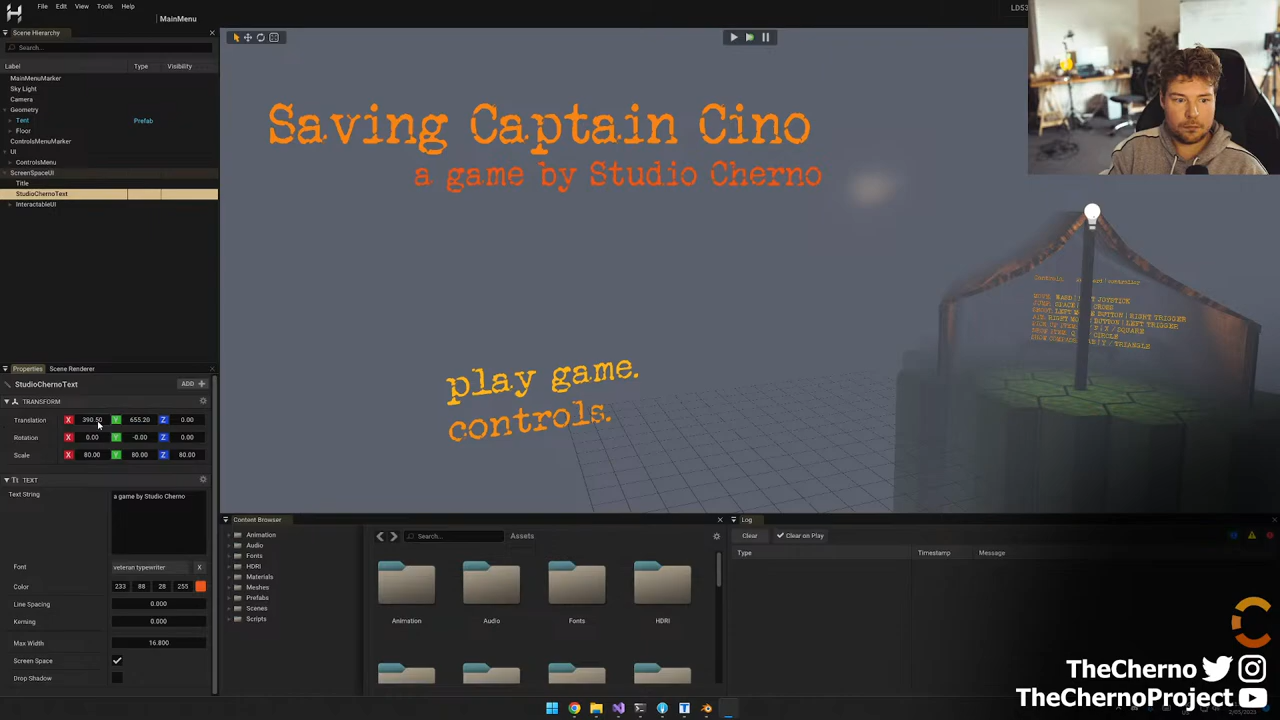 File Edit View Tools Help
MainMenu
LD53
Scene Hierarchy
Search...
Label Type Visibility
MainMenuMarker
Sky Light
Camera
Geometry
Tent Prefab
Floor
ControlsMenuMarker
UI
ControlsMenu
ScreenSpaceUI
Title
StudioChernoText
InteractableUI
Saving Captain Cino
a game by Studio Cherno
play game.
controls.
Properties Scene Renderer
StudioChernoText ADD
TRANSFORM
Translation X 390.50 Y 655.20 Z 0.00
Rotation X 0.00 Y -0.00 Z 0.00
Scale X 80.00 Y 80.00 Z 80.00
TEXT
Text String a game by Studio Cherno
Font veteran typewriter X
Color 233 88 28 255
Line Spacing 0.000
Kerning 0.000
Max Width 16.800
Screen Space
Drop Shadow
Content Browser
Animation
Audio
Fonts
HDRI
Materials
Meshes
Prefabs
Scenes
Scripts
Search... Assets
Animation Audio Fonts HDRI
Log
Clear Clear on Play
Type Timestamp Message
TheCherno
TheChernoProject